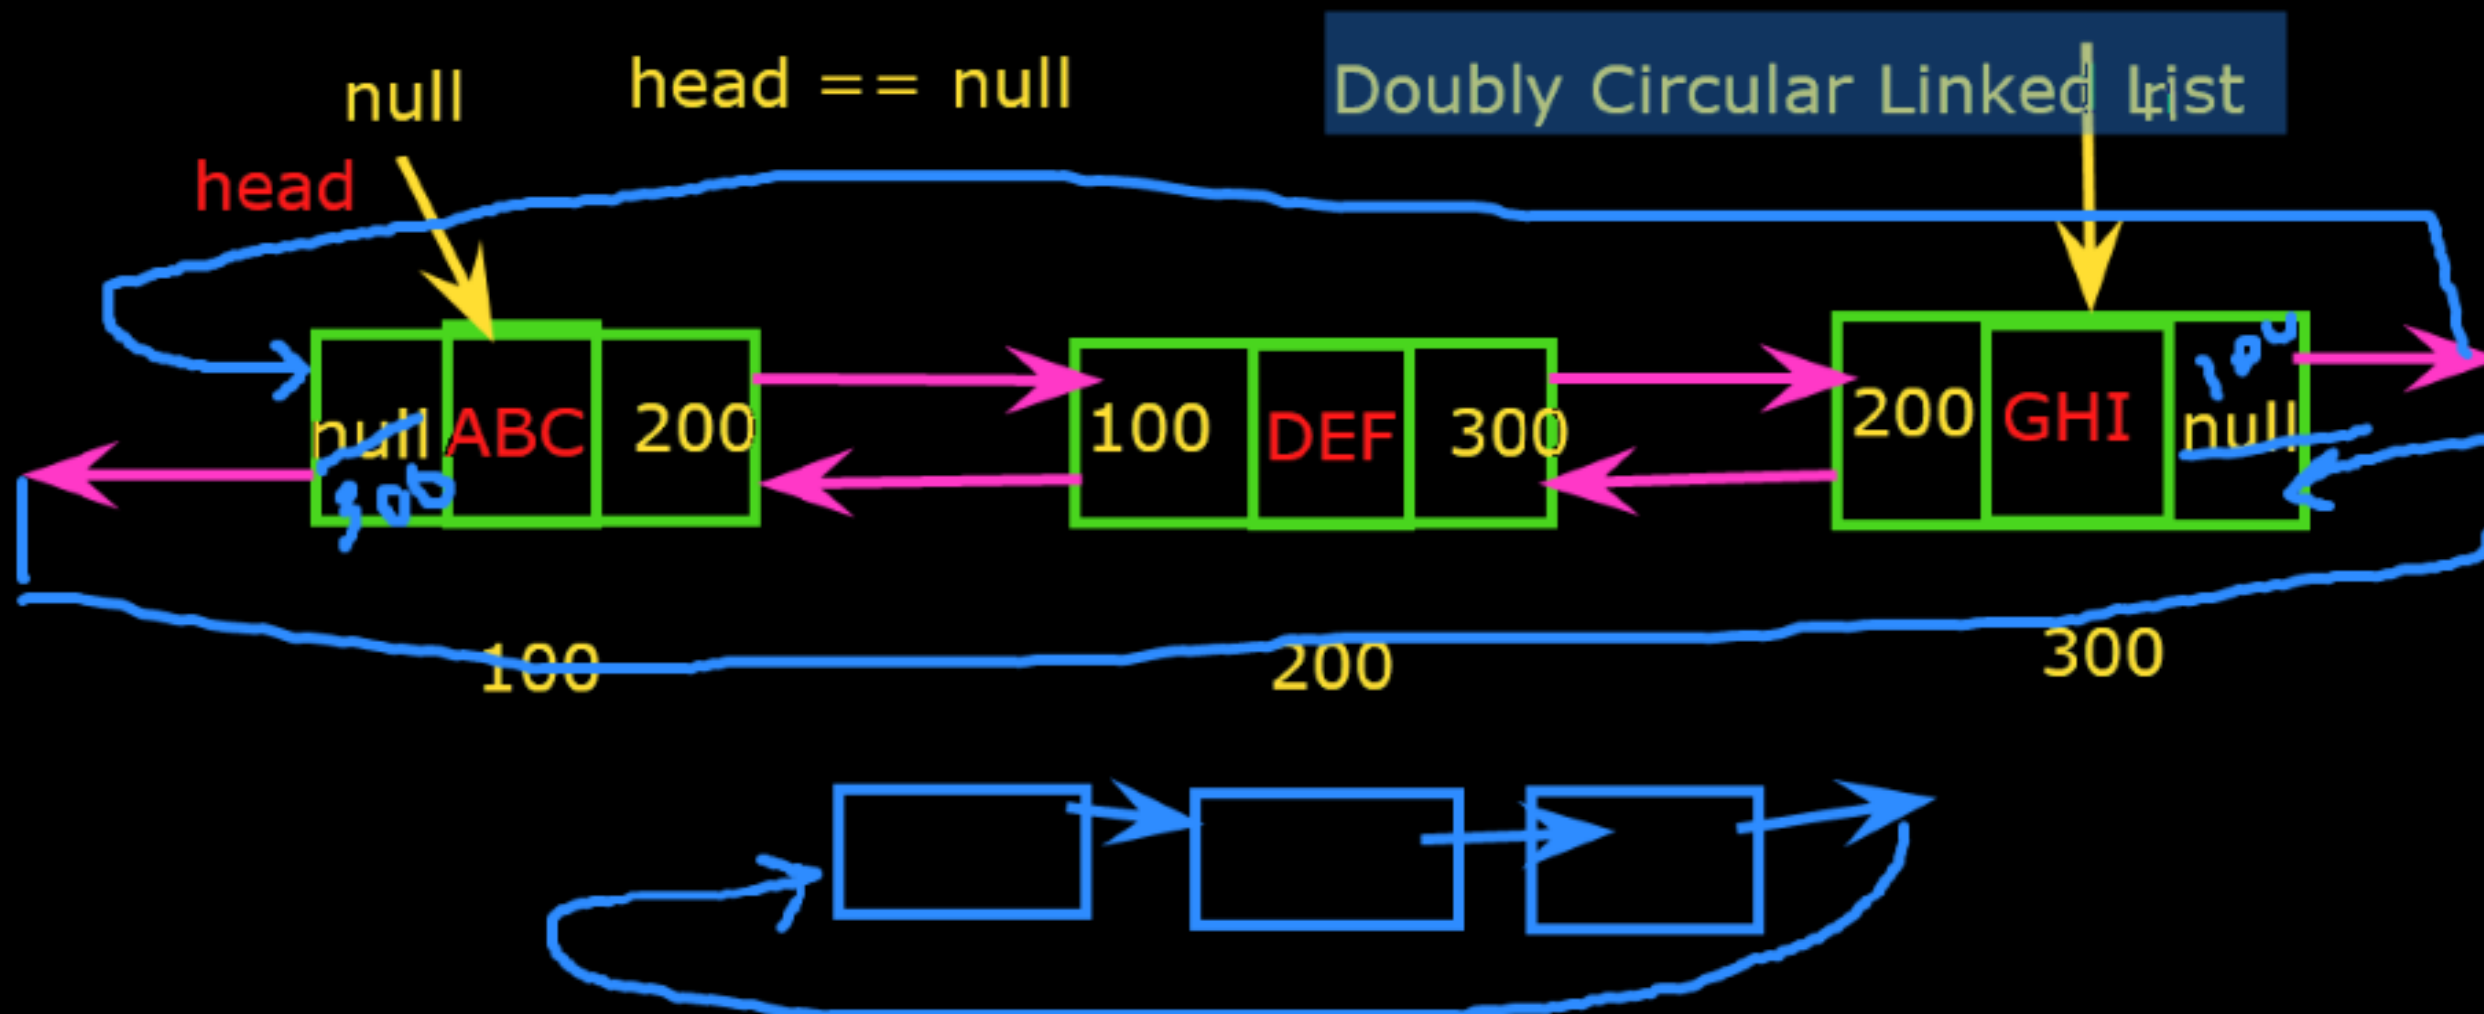 null head == null Doubly Circular Linked List
head
null ABC 200 100 DEF 300 200 GHI null
300 100
100 200 300